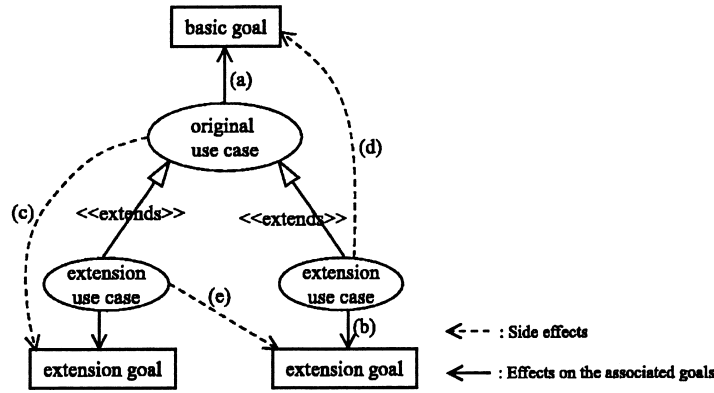 basic goal
(a)
original
use case
(d)
(c)
<<extends>>
<<extends>>
extension
use case
(e)
extension
use case
(b)
: Side effects
extension goal
extension goal
: Effects on the associated goals